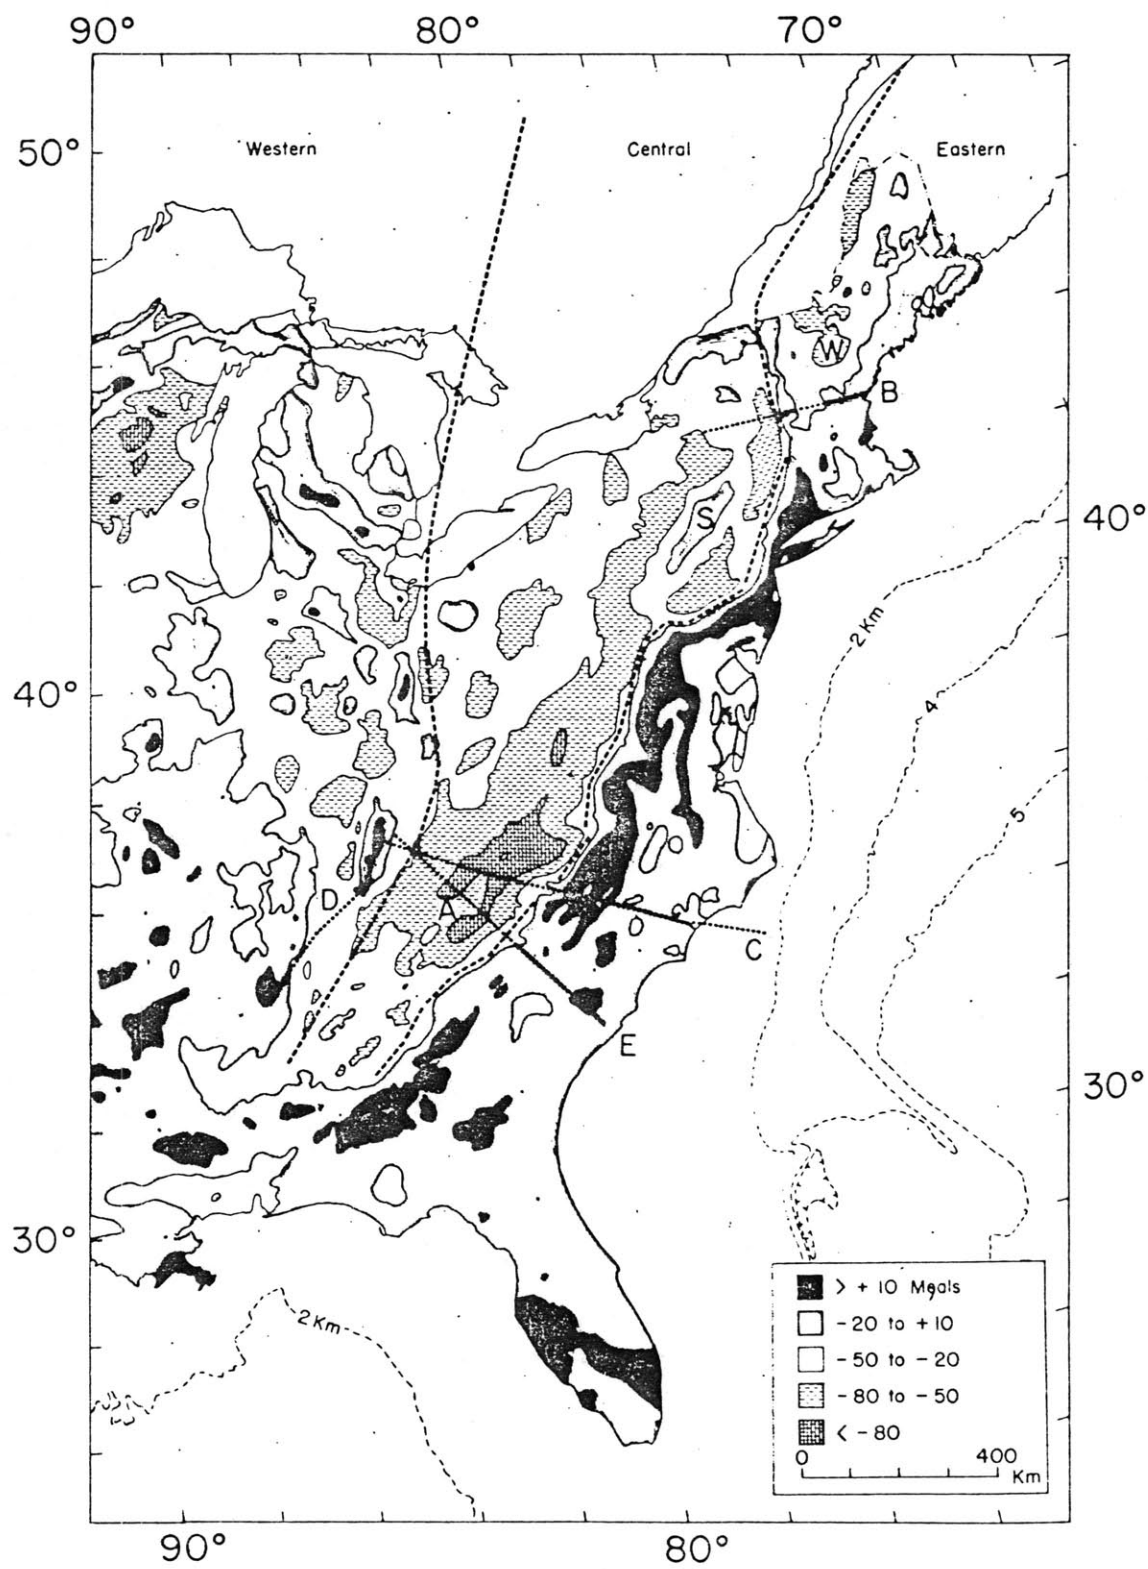 90° 80° 70°
50° Western Central Eastern
W
B
S
40°
2 Km
40°
4
5
D A
C
E
30°
30°
2 Km
> + 10 Mgals
-20 to +10
-50 to -20
-80 to -50
< -80
0 400
Km
90° 80°